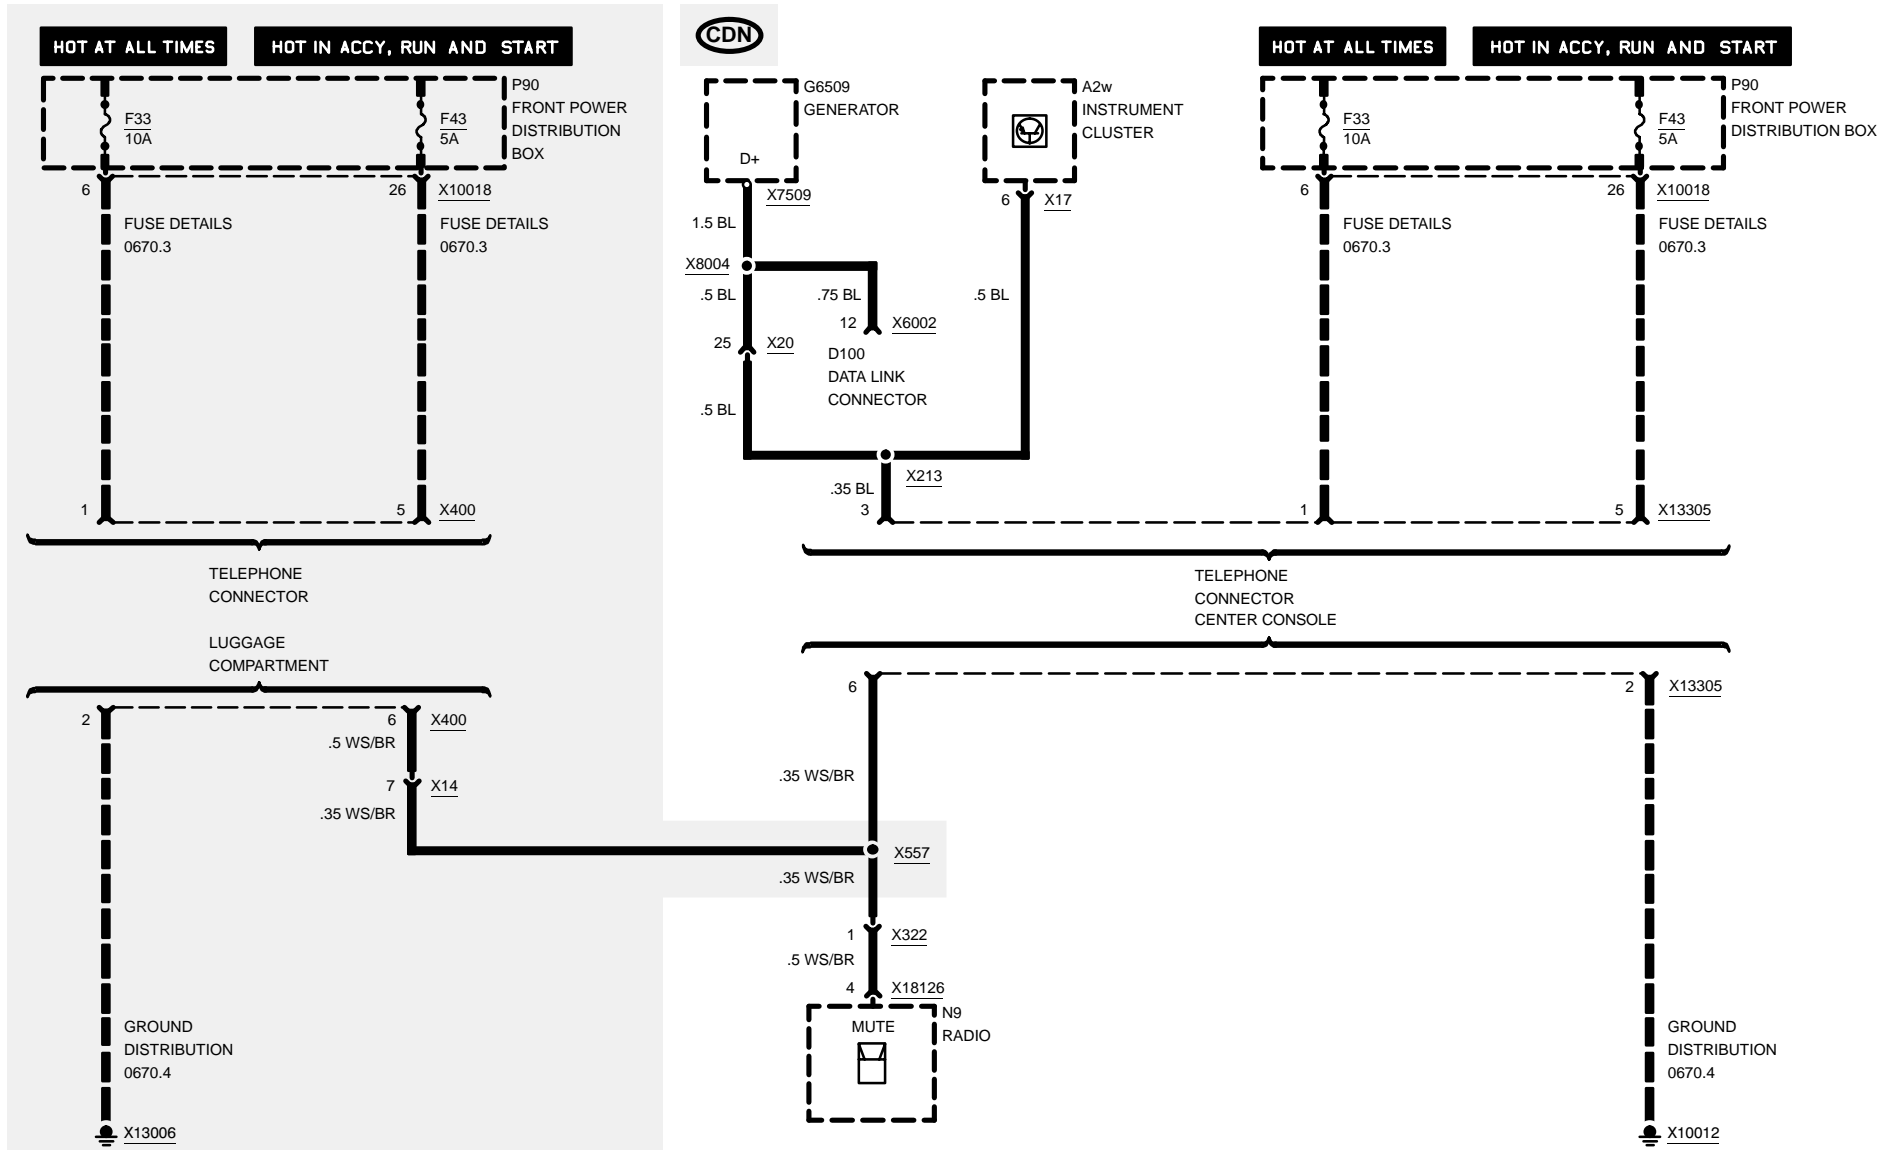 HOT AT ALL TIMES
HOT IN ACCY, RUN AND START
P90
FRONT POWER
DISTRIBUTION
BOX
F33
10A
F43
5A
6
26
X10018
FUSE DETAILS
0670.3
FUSE DETAILS
0670.3
1
5
X400
TELEPHONE
CONNECTOR
LUGGAGE
COMPARTMENT
2
6
X400
.5 WS/BR
7
X14
.35 WS/BR
GROUND
DISTRIBUTION
0670.4
X13006
CDN
G6509
GENERATOR
D+
X7509
1.5 BL
X8004
.5 BL
.75 BL
12
X6002
25
X20
D100
DATA LINK
CONNECTOR
.5 BL
A2w
INSTRUMENT
CLUSTER
6
X17
.5 BL
X213
.35 BL
3
HOT AT ALL TIMES
HOT IN ACCY, RUN AND START
P90
FRONT POWER
DISTRIBUTION BOX
F33
10A
F43
5A
6
26
X10018
FUSE DETAILS
0670.3
FUSE DETAILS
0670.3
1
5
X13305
TELEPHONE
CONNECTOR
CENTER CONSOLE
6
2
X13305
.35 WS/BR
X557
.35 WS/BR
1
X322
.5 WS/BR
4
X18126
N9
RADIO
MUTE
GROUND
DISTRIBUTION
0670.4
X10012